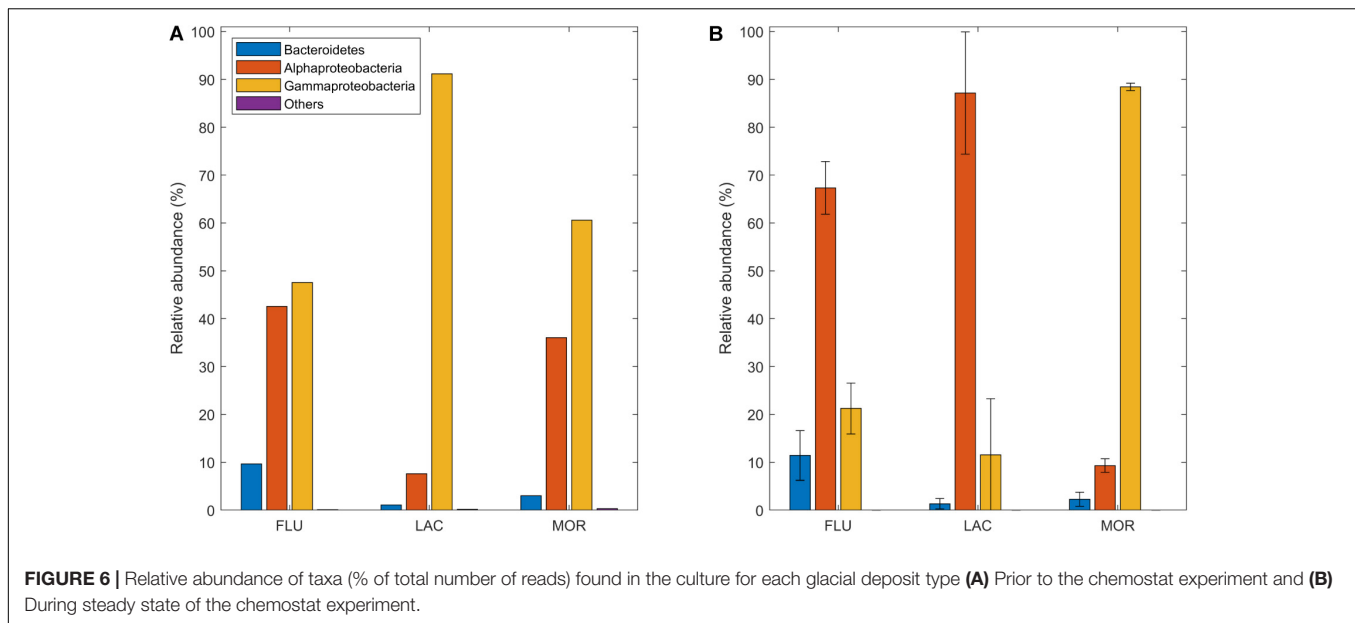 A
Relative abundance (%)
100
90
80
70
60
50
40
30
20
10
0
Bacteroidetes
Alphaproteobacteria
Gammaproteobacteria
Others
FLU LAC MOR
B
Relative abundance (%)
100
90
80
70
60
50
40
30
20
10
0
FLU LAC MOR
FIGURE 6 | Relative abundance of taxa (% of total number of reads) found in the culture for each glacial deposit type (A) Prior to the chemostat experiment and (B)
During steady state of the chemostat experiment.